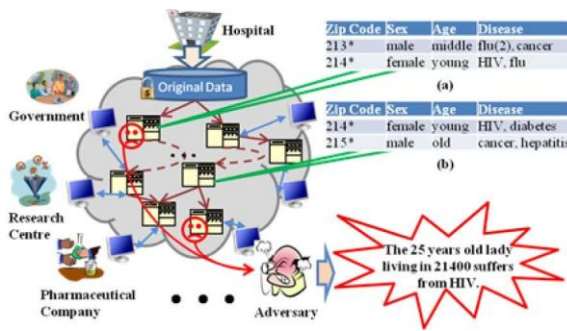 Hospital
Original Data
Government
Research
Centre
Pharmaceutical
Company
Adversary
Zip Code Sex Age Disease
213* male middle flu(2), cancer
214* female young HIV, flu
(a)
Zip Code Sex Age Disease
214* female young HIV, diabetes
215* male old cancer, hepatitis
(b)
The 25 years old lady
living in 21400 suffers
from HIV.